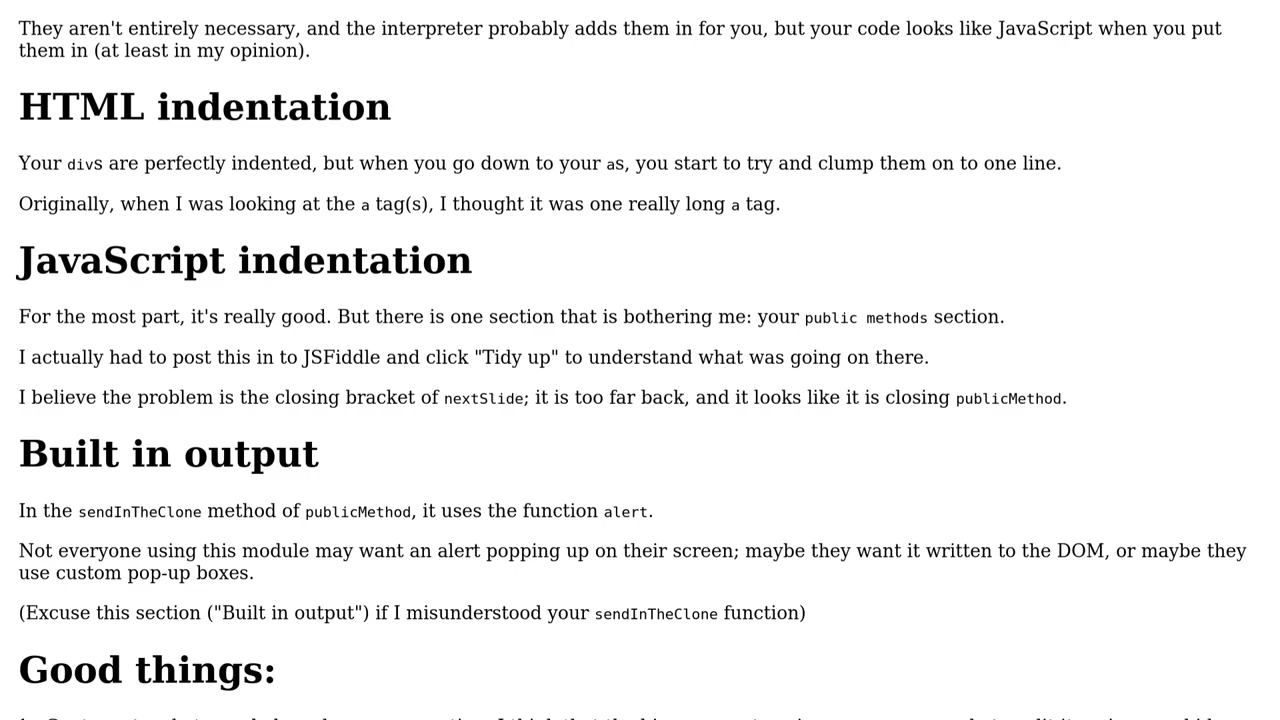 They aren't entirely necessary, and the interpreter probably adds them in for you, but your code looks like JavaScript when you put
them in (at least in my opinion).
HTML indentation
Your divs are perfectly indented, but when you go down to your as, you start to try and clump them on to one line.
Originally, when I was looking at the a tag(s), I thought it was one really long a tag.
JavaScript indentation
For the most part, it's really good. But there is one section that is bothering me: your public methods section.
I actually had to post this in to JSFiddle and click "Tidy up" to understand what was going on there.
I believe the problem is the closing bracket of nextSlide; it is too far back, and it looks like it is closing publicMethod.
Built in output
In the sendInTheClone method of publicMethod, it uses the function alert.
Not everyone using this module may want an alert popping up on their screen; maybe they want it written to the DOM, or maybe they
use custom pop-up boxes.
(Excuse this section ("Built in output") if I misunderstood your sendInTheClone function)
Good things: